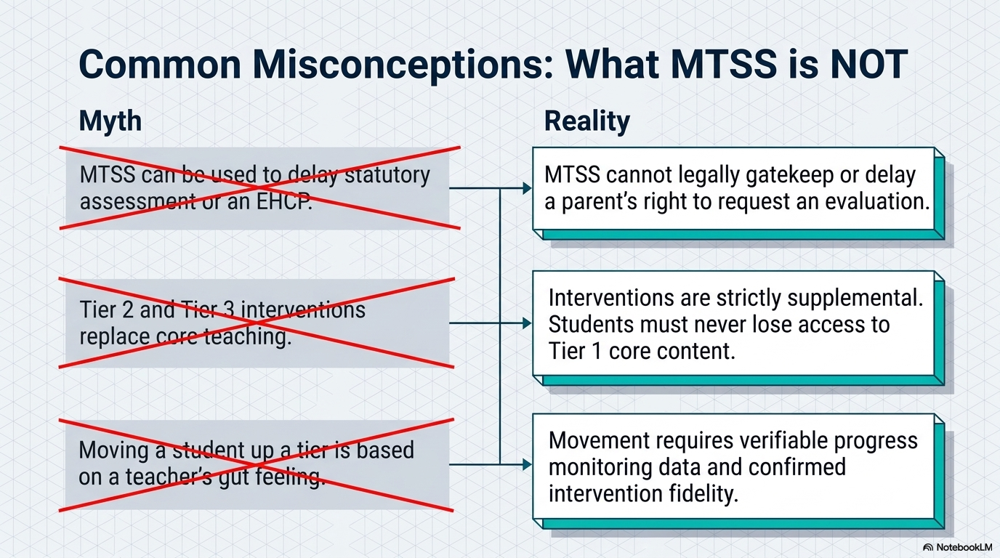 Common Misconceptions: What MTSS is NOT
Myth
Reality
MTSS can be used to delay statutory
assessment or an EHCP.
MTSS cannot legally gatekeep or delay
a parent's right to request an evaluation.
Tier 2 and Tier 3 interventions
replace core teaching.
Interventions are strictly supplemental.
Students must never lose access to
Tier 1 core content.
Moving a student up a tier is based
on a teacher's gut feeling.
Movement requires verifiable progress
monitoring data and confirmed
intervention fidelity.
NotebookLM